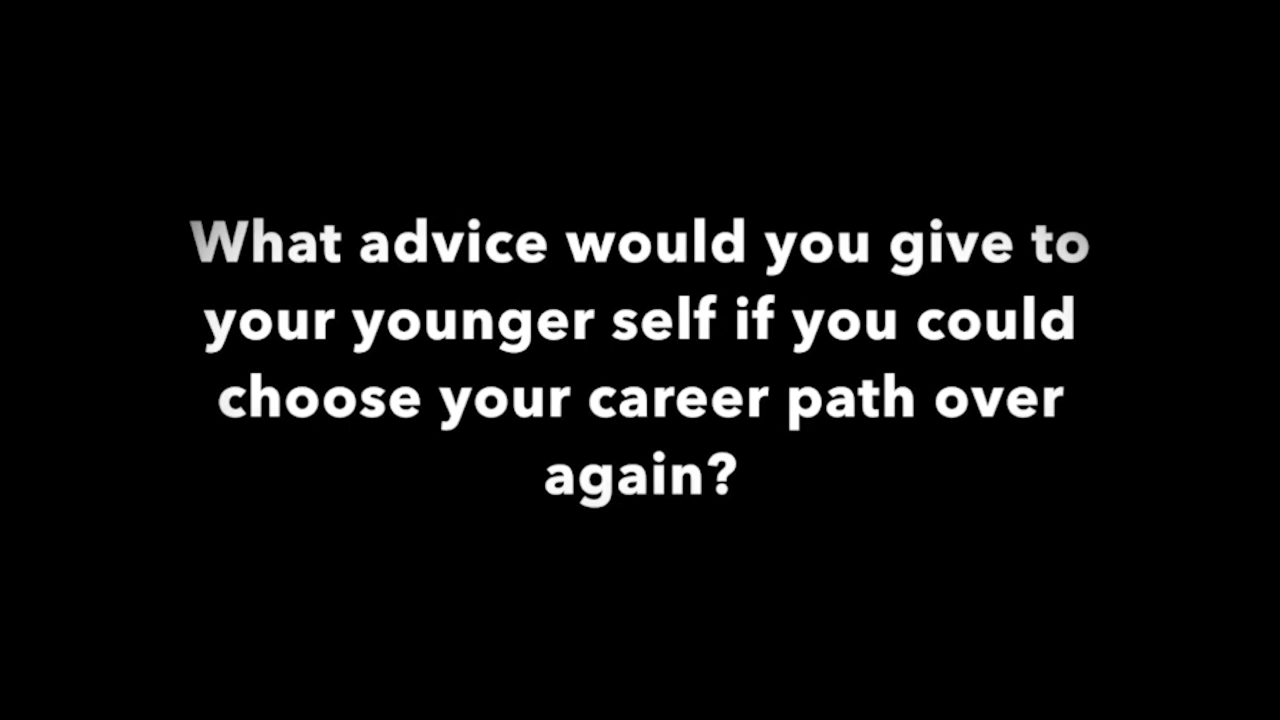 What advice would you give to
your younger self if you could
choose your career path over
again?